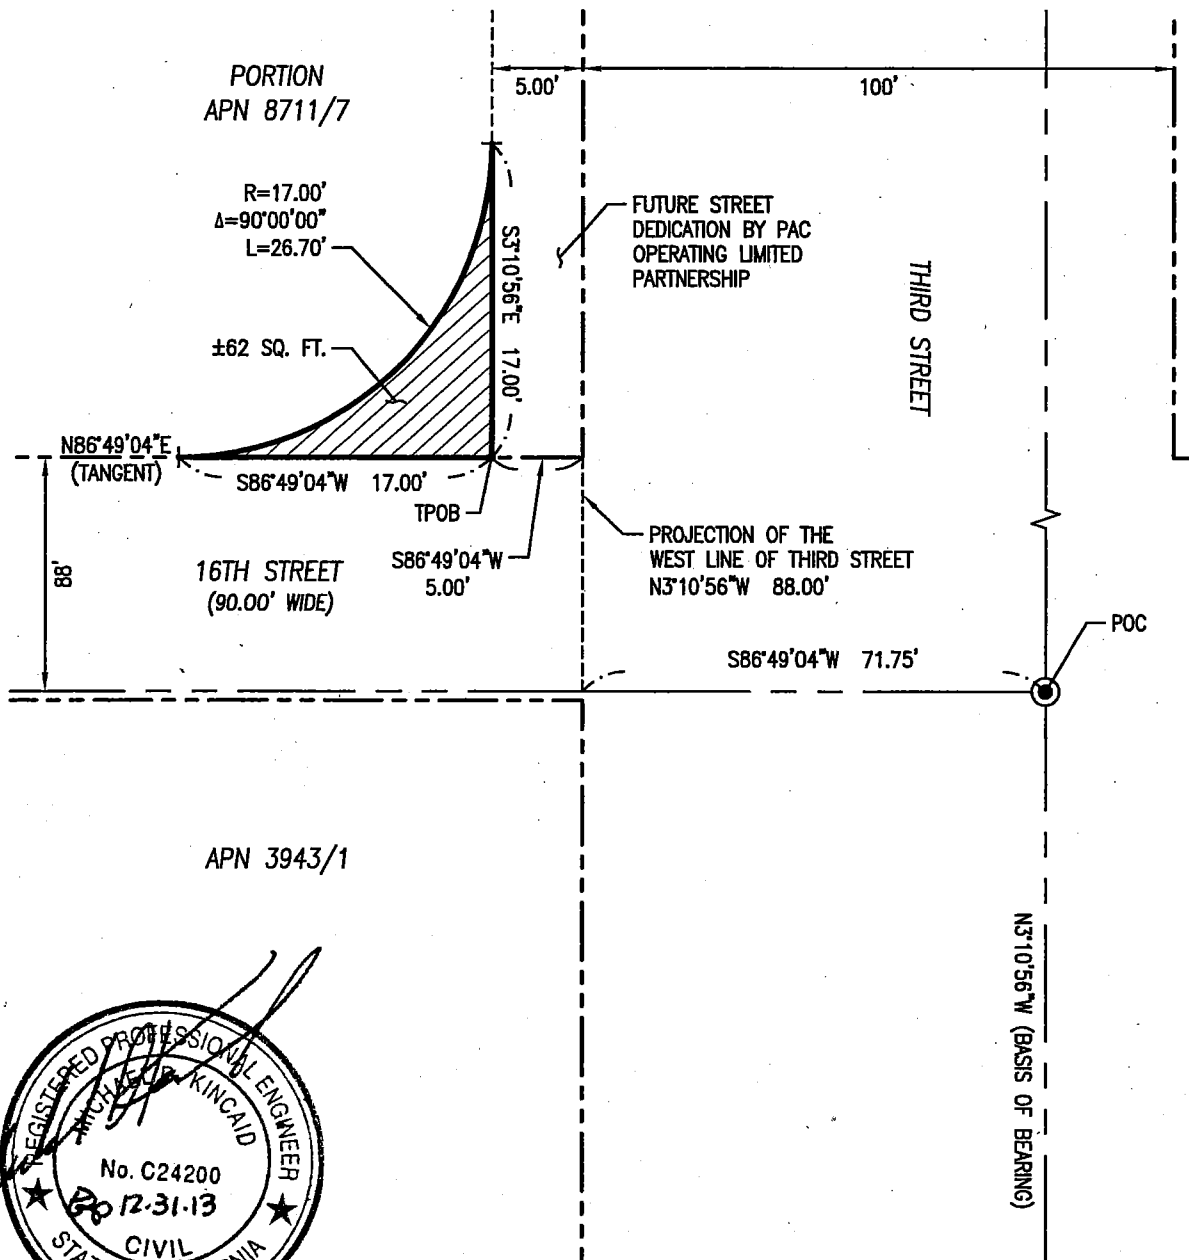 PORTION
APN 8711/7
5.00'
100'
R=17.00'
Δ=90°00'00"
L=26.70'
±62 SQ. FT.
S3°10'56"E 17.00'
FUTURE STREET
DEDICATION BY PAC
OPERATING LIMITED
PARTNERSHIP
THIRD STREET
N86°49'04"E
(TANGENT)
S86°49'04"W 17.00'
TPOB
S86°49'04"W
5.00'
88'
16TH STREET
(90.00' WIDE)
PROJECTION OF THE
WEST LINE OF THIRD STREET
N3°10'56"W 88.00'
POC
S86°49'04"W 71.75'
APN 3943/1
N3°10'56"W (BASIS OF BEARING)
REGISTERED PROFESSIONAL ENGINEER
KINCAID
No. C24200
12-31-13
CIVIL